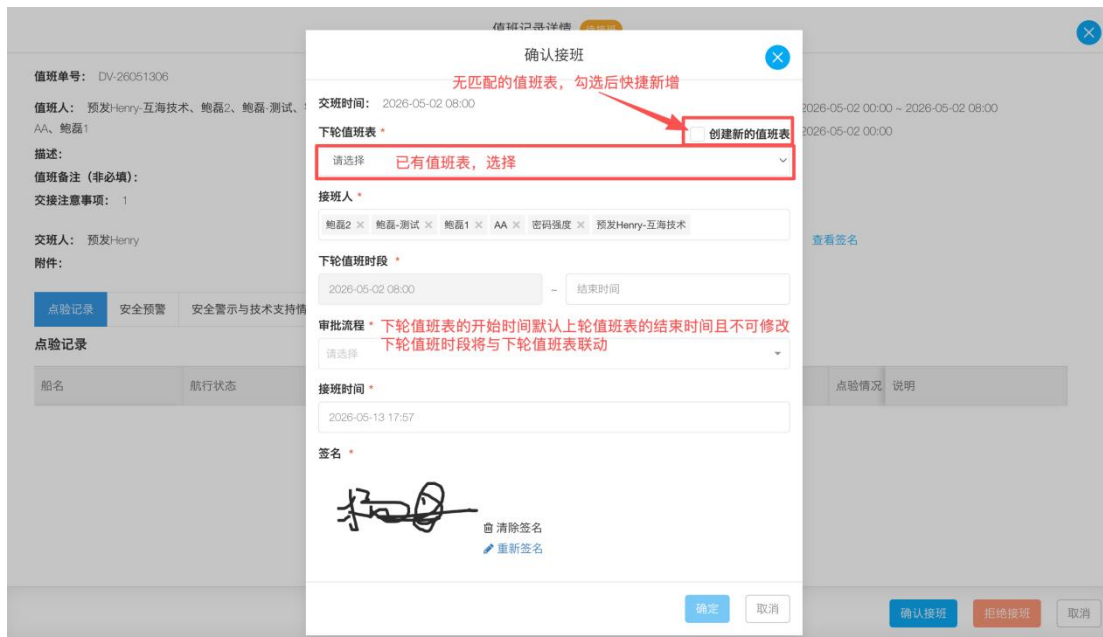 值班记录详情 待接班
确认接班
值班单号： DV-26051306
无匹配的值班表，勾选后快捷新增
值班人： 预发Henry-互海技术、鲍磊2、鲍磊-测试、
AA、鲍磊1
交班时间： 2026-05-02 08:00
2026-05-02 00:00 ~ 2026-05-02 08:00
下轮值班表 *
创建新的值班表
2026-05-02 00:00
描述：
请选择 已有值班表，选择
值班备注（非必填）：
交接注意事项： 1
接班人 *
鲍磊2 × 鲍磊-测试 × 鲍磊1 × AA × 密码强度 × 预发Henry-互海技术
交班人： 预发Henry
查看签名
附件：
下轮值班时段 *
2026-05-02 08:00 ~ 结束时间
点验记录 安全预警 安全警示与技术支持情
审批流程 * 下轮值班表的开始时间默认上轮值班表的结束时间且不可修改
下轮值班时段将与下轮值班表联动
请选择
点验记录
船名 航行状态 点验情况 说明
接班时间 *
2026-05-13 17:57
签名 *
清除签名
重新签名
确定 取消
确认接班 拒绝接班 取消